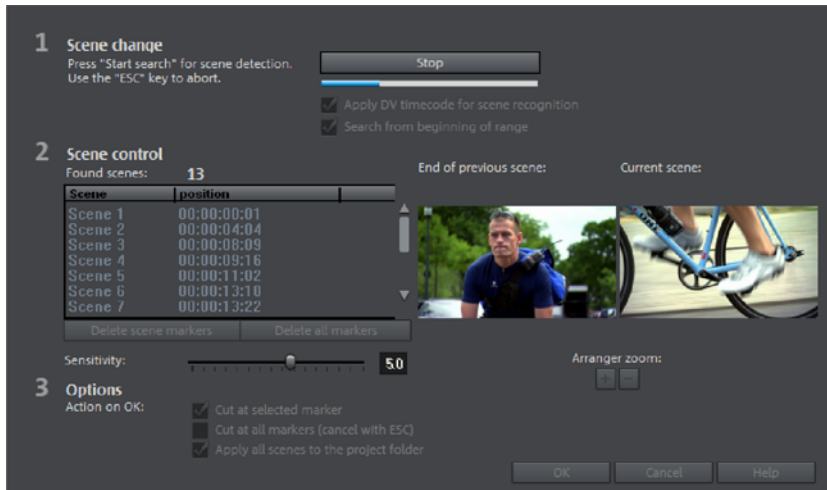 1 Scene change
Press "Start search" for scene detection.
Use the "ESC" key to abort.
Stop
Apply DV timecode for scene recognition
Search from beginning of range
2 Scene control
Found scenes: 13
End of previous scene:
Current scene:
Scene position
Scene 1 00:00:00:01
Scene 2 00:00:04:04
Scene 3 00:00:08:09
Scene 4 00:00:09:16
Scene 5 00:00:11:02
Scene 6 00:00:13:10
Scene 7 00:00:13:22
Delete scene markers Delete all markers
Sensitivity: 5.0
Arranger zoom:
+ −
3 Options
Action on OK:
Cut at selected marker
Cut at all markers (cancel with ESC)
Apply all scenes to the project folder
OK Cancel Help